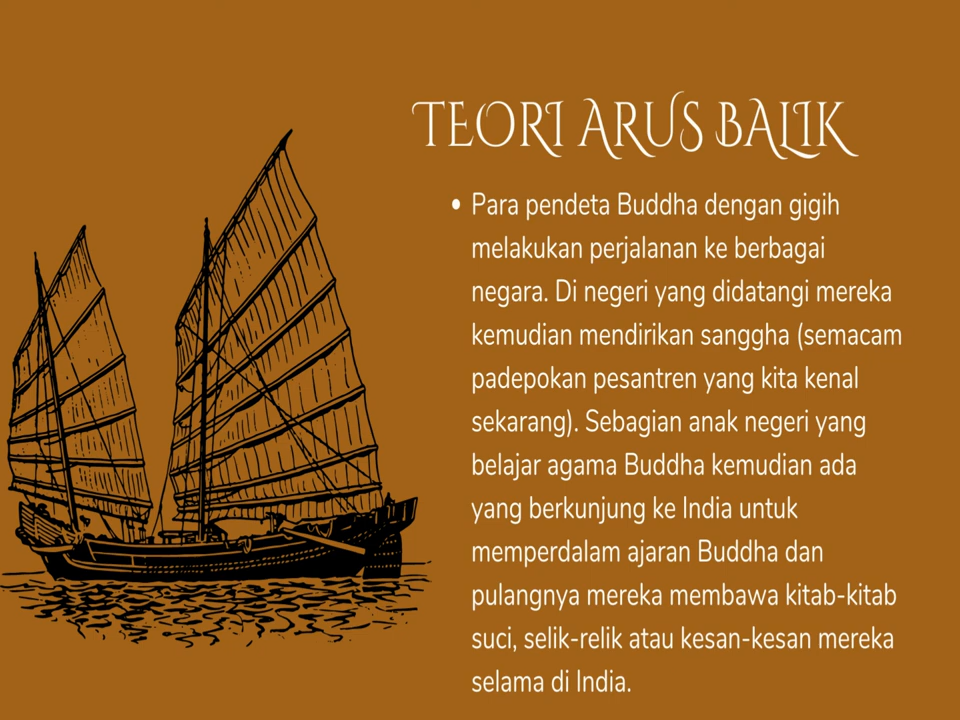 TEORI ARUS BALIK
• Para pendeta Buddha dengan gigih
melakukan perjalanan ke berbagai
negara. Di negeri yang didatangi mereka
kemudian mendirikan sanggha (semacam
padepokan pesantren yang kita kenal
sekarang). Sebagian anak negeri yang
belajar agama Buddha kemudian ada
yang berkunjung ke India untuk
memperdalam ajaran Buddha dan
pulangnya mereka membawa kitab-kitab
suci, selik-relik atau kesan-kesan mereka
selama di India.